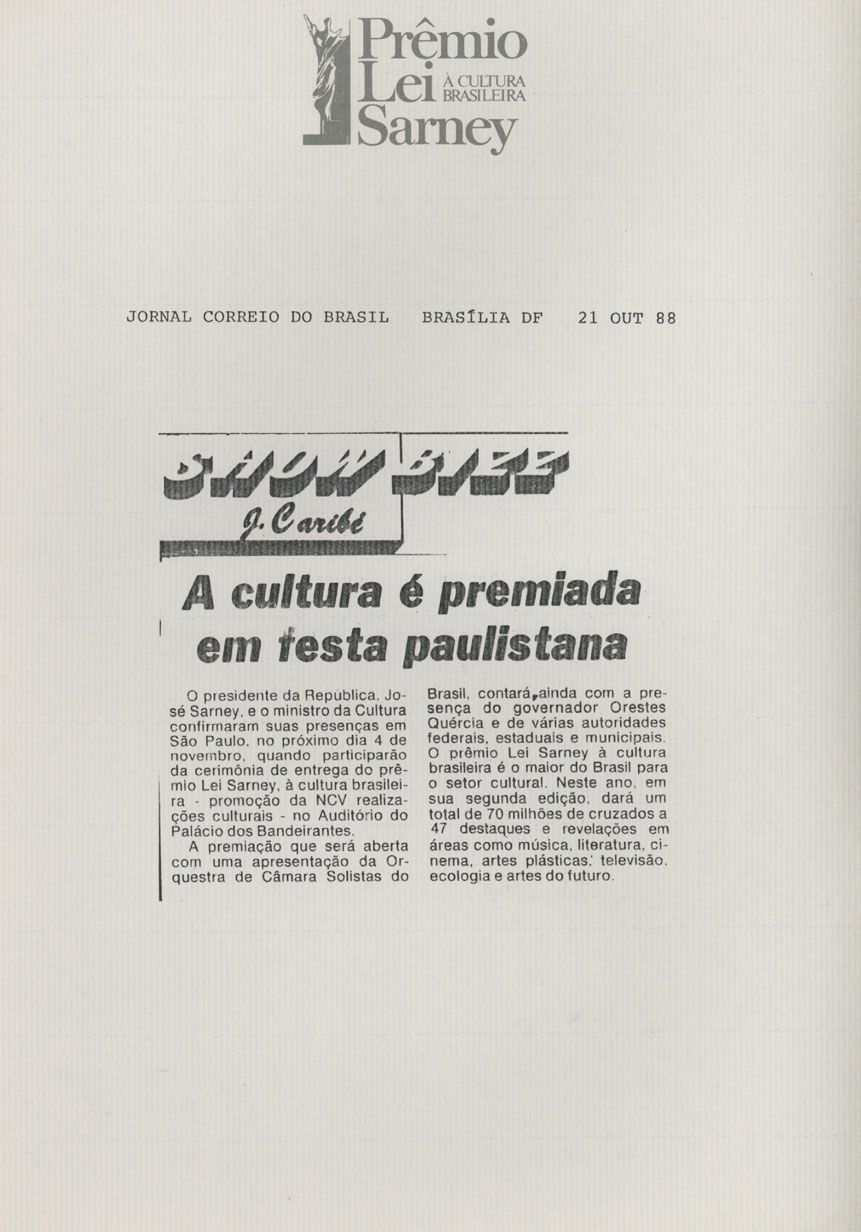 Prêmio
Lei À CULTURA BRASILEIRA
Sarney
JORNAL CORREIO DO BRASIL BRASÍLIA DF 21 OUT 88
SHOW BIZZ
J. Caribé
A cultura é premiada
em festa paulistana
O presidente da República, Jo-
sé Sarney, e o ministro da Cultura
confirmaram suas presenças em
São Paulo, no próximo dia 4 de
novembro, quando participarão
da cerimônia de entrega do prê-
mio Lei Sarney, à cultura brasilei-
ra - promoção da NCV realiza-
ções culturais - no Auditório do
Palácio dos Bandeirantes.
A premiação que será aberta
com uma apresentação da Or-
questra de Câmara Solistas do
Brasil, contará, ainda com a pre-
sença do governador Orestes
Quércia e de várias autoridades
federais, estaduais e municipais.
O prêmio Lei Sarney à cultura
brasileira é o maior do Brasil para
o setor cultural. Neste ano, em
sua segunda edição, dará um
total de 70 milhões de cruzados a
47 destaques e revelações em
áreas como música, literatura, ci-
nema, artes plásticas, televisão,
ecologia e artes do futuro.